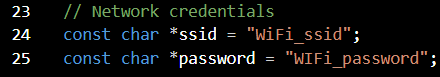 23 // Network credentials
24 const char *ssid = "WiFi_ssid";
25 const char *password = "WIFi_password";